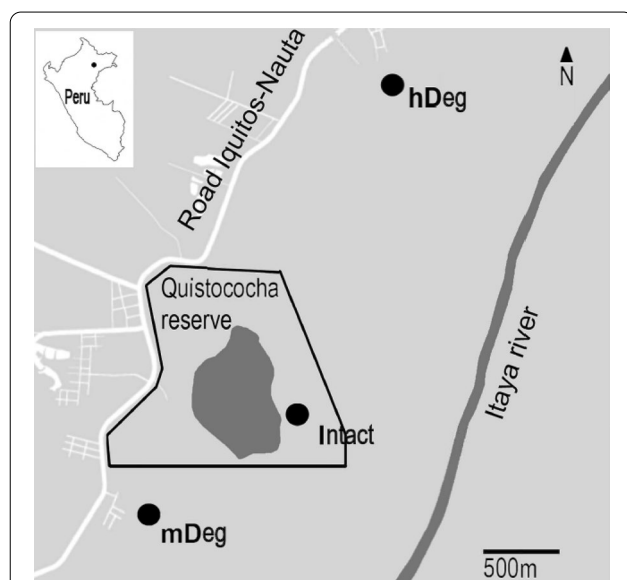 Peru
N
hDeg
Road Iquitos-Nauta
Quistococha
reserve
Itaya river
Intact
mDeg
500m